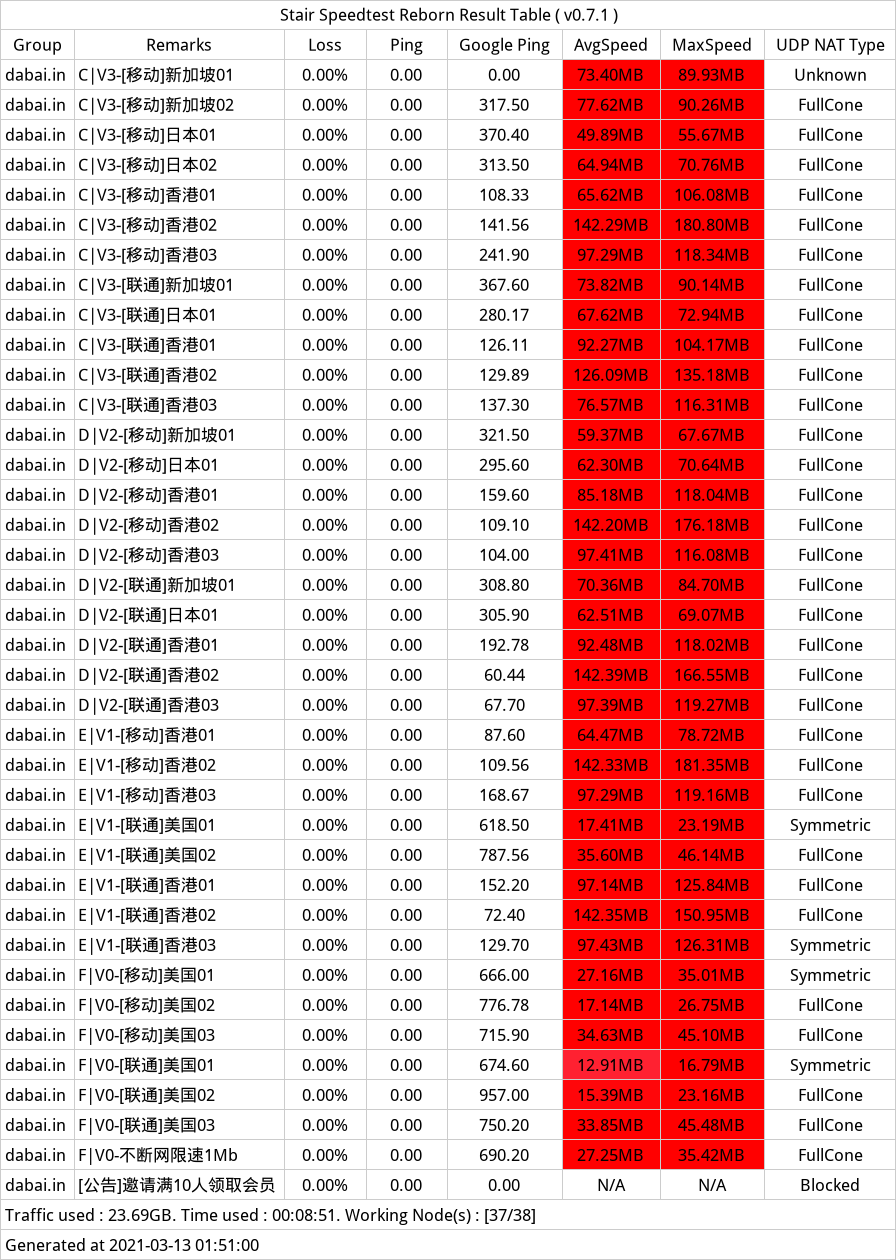 Stair Speedtest Reborn Result Table ( v0.7.1 )
Group Remarks Loss Ping Google Ping AvgSpeed MaxSpeed UDP NAT Type
dabai.in C|V3-[移动]新加坡01 0.00% 0.00 0.00 73.40MB 89.93MB Unknown
dabai.in C|V3-[移动]新加坡02 0.00% 0.00 317.50 77.62MB 90.26MB FullCone
dabai.in C|V3-[移动]日本01 0.00% 0.00 370.40 49.89MB 55.67MB FullCone
dabai.in C|V3-[移动]日本02 0.00% 0.00 313.50 64.94MB 70.76MB FullCone
dabai.in C|V3-[移动]香港01 0.00% 0.00 108.33 65.62MB 106.08MB FullCone
dabai.in C|V3-[移动]香港02 0.00% 0.00 141.56 142.29MB 180.80MB FullCone
dabai.in C|V3-[移动]香港03 0.00% 0.00 241.90 97.29MB 118.34MB FullCone
dabai.in C|V3-[联通]新加坡01 0.00% 0.00 367.60 73.82MB 90.14MB FullCone
dabai.in C|V3-[联通]日本01 0.00% 0.00 280.17 67.62MB 72.94MB FullCone
dabai.in C|V3-[联通]香港01 0.00% 0.00 126.11 92.27MB 104.17MB FullCone
dabai.in C|V3-[联通]香港02 0.00% 0.00 129.89 126.09MB 135.18MB FullCone
dabai.in C|V3-[联通]香港03 0.00% 0.00 137.30 76.57MB 116.31MB FullCone
dabai.in D|V2-[移动]新加坡01 0.00% 0.00 321.50 59.37MB 67.67MB FullCone
dabai.in D|V2-[移动]日本01 0.00% 0.00 295.60 62.30MB 70.64MB FullCone
dabai.in D|V2-[移动]香港01 0.00% 0.00 159.60 85.18MB 118.04MB FullCone
dabai.in D|V2-[移动]香港02 0.00% 0.00 109.10 142.20MB 176.18MB FullCone
dabai.in D|V2-[移动]香港03 0.00% 0.00 104.00 97.41MB 116.08MB FullCone
dabai.in D|V2-[联通]新加坡01 0.00% 0.00 308.80 70.36MB 84.70MB FullCone
dabai.in D|V2-[联通]日本01 0.00% 0.00 305.90 62.51MB 69.07MB FullCone
dabai.in D|V2-[联通]香港01 0.00% 0.00 192.78 92.48MB 118.02MB FullCone
dabai.in D|V2-[联通]香港02 0.00% 0.00 60.44 142.39MB 166.55MB FullCone
dabai.in D|V2-[联通]香港03 0.00% 0.00 67.70 97.39MB 119.27MB FullCone
dabai.in E|V1-[移动]香港01 0.00% 0.00 87.60 64.47MB 78.72MB FullCone
dabai.in E|V1-[移动]香港02 0.00% 0.00 109.56 142.33MB 181.35MB FullCone
dabai.in E|V1-[移动]香港03 0.00% 0.00 168.67 97.29MB 119.16MB FullCone
dabai.in E|V1-[联通]美国01 0.00% 0.00 618.50 17.41MB 23.19MB Symmetric
dabai.in E|V1-[联通]美国02 0.00% 0.00 787.56 35.60MB 46.14MB FullCone
dabai.in E|V1-[联通]香港01 0.00% 0.00 152.20 97.14MB 125.84MB FullCone
dabai.in E|V1-[联通]香港02 0.00% 0.00 72.40 142.35MB 150.95MB FullCone
dabai.in E|V1-[联通]香港03 0.00% 0.00 129.70 97.43MB 126.31MB Symmetric
dabai.in F|V0-[移动]美国01 0.00% 0.00 666.00 27.16MB 35.01MB Symmetric
dabai.in F|V0-[移动]美国02 0.00% 0.00 776.78 17.14MB 26.75MB FullCone
dabai.in F|V0-[移动]美国03 0.00% 0.00 715.90 34.63MB 45.10MB FullCone
dabai.in F|V0-[联通]美国01 0.00% 0.00 674.60 12.91MB 16.79MB Symmetric
dabai.in F|V0-[联通]美国02 0.00% 0.00 957.00 15.39MB 23.16MB FullCone
dabai.in F|V0-[联通]美国03 0.00% 0.00 750.20 33.85MB 45.48MB FullCone
dabai.in F|V0-不断网限速1Mb 0.00% 0.00 690.20 27.25MB 35.42MB FullCone
dabai.in [公告]邀请满10人领取会员 0.00% 0.00 0.00 N/A N/A Blocked
Traffic used : 23.69GB. Time used : 00:08:51. Working Node(s) : [37/38]
Generated at 2021-03-13 01:51:00